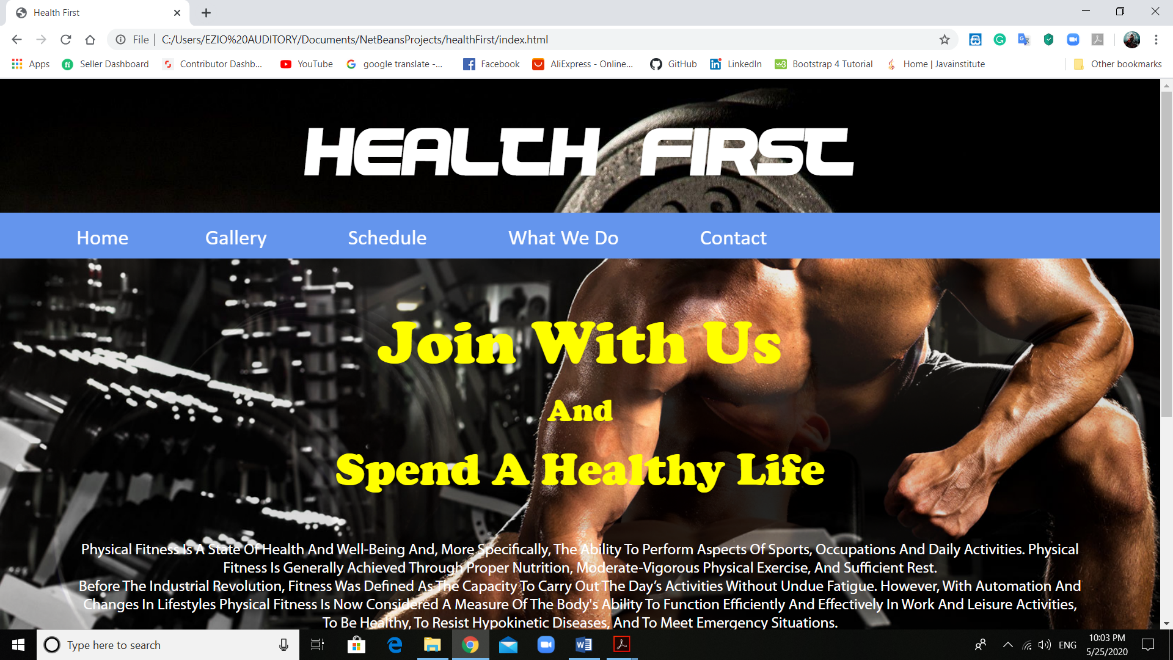 Health First
File
C:/Users/EZIO%20AUDITORY/Documents/NetBeansProjects/healthFirst/index.html
Apps Seller Dashboard Contributor Dashb... YouTube google translate -... Facebook AliExpress - Online... GitHub LinkedIn Bootstrap 4 Tutorial Home | Javainstitute Other bookmarks
HEALTH FIRST
Home Gallery Schedule What We Do Contact
Join With Us
And
Spend A Healthy Life
Physical Fitness Is A State Of Health And Well-Being And, More Specifically, The Ability To Perform Aspects Of Sports, Occupations And Daily Activities. Physical
Fitness Is Generally Achieved Through Proper Nutrition, Moderate-Vigorous Physical Exercise, And Sufficient Rest.
Before The Industrial Revolution, Fitness Was Defined As The Capacity To Carry Out The Day's Activities Without Undue Fatigue. However, With Automation And
Changes In Lifestyles Physical Fitness Is Now Considered A Measure Of The Body's Ability To Function Efficiently And Effectively In Work And Leisure Activities,
To Be Healthy, To Resist Hypokinetic Diseases, And To Meet Emergency Situations.
Type here to search
ENG
10:03 PM
5/25/2020